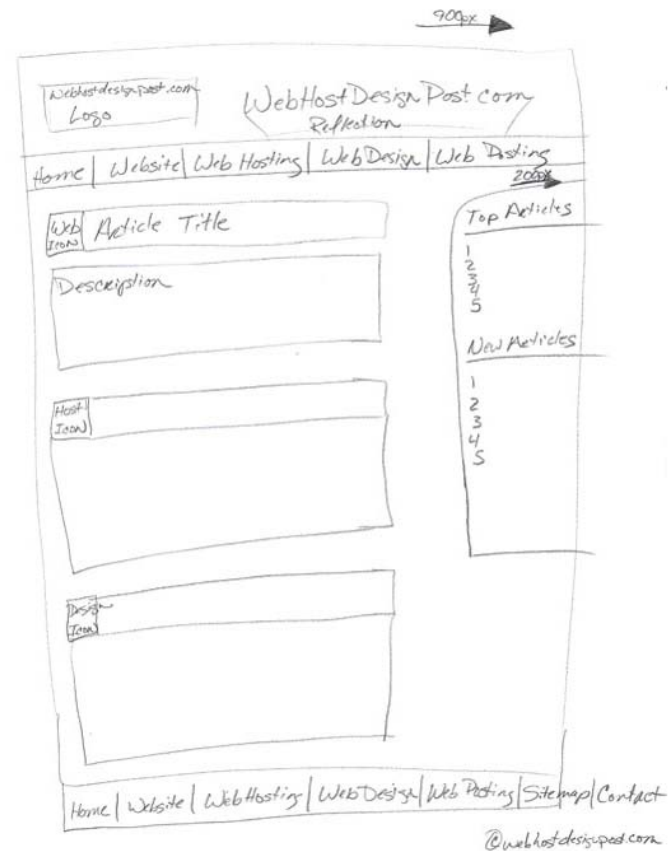 900px
Webhostdesignpost.com
Logo
WebHostDesignPost.com
Reflection
Home | Website | Web Hosting | Web Design | Web Posting
200px
Web
Icon
Article Title
Description
Top Articles
1
2
3
4
5
New Articles
1
2
3
4
5
Host
Icon
Design
Icon
Home | Website | Web Hosting | Web Design | Web Posting | Sitemap | Contact
©webhostdesignpost.com